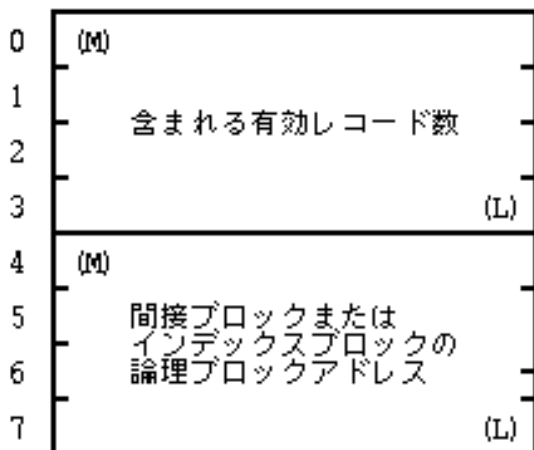 0 (M)
1
含まれる有効レコード数
2
3 (L)
4 (M)
5 間接ブロックまたは
インデックスブロックの
6 論理ブロックアドレス
7 (L)